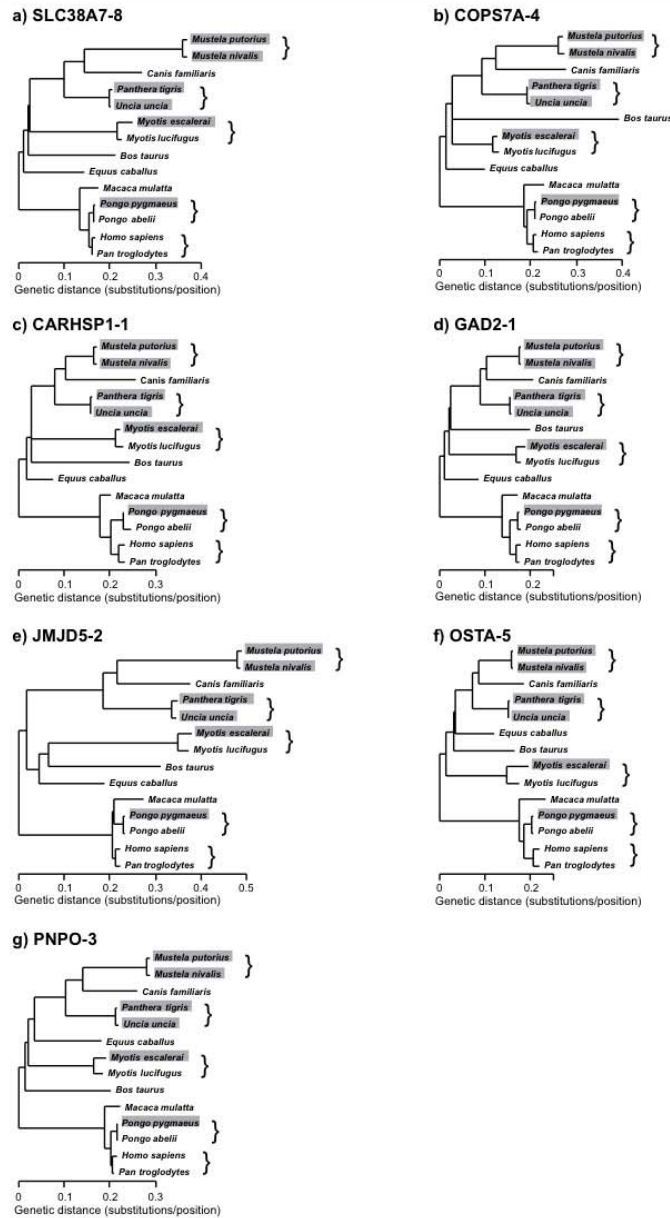 a) SLC38A7-8
Mustela putorius
Mustela nivalis
Canis familiaris
Panthera tigris
Uncia uncia
Myotis escalerai
Myotis lucifugus
Bos taurus
Equus caballus
Macaca mulatta
Pongo pygmaeus
Pongo abelii
Homo sapiens
Pan troglodytes
0 0.1 0.2 0.3 0.4
Genetic distance (substitutions/position)
b) COPS7A-4
Mustela putorius
Mustela nivalis
Canis familiaris
Panthera tigris
Uncia uncia
Bos taurus
Myotis escalerai
Myotis lucifugus
Equus caballus
Macaca mulatta
Pongo pygmaeus
Pongo abelii
Homo sapiens
Pan troglodytes
0 0.1 0.2 0.3 0.4
Genetic distance (substitutions/position)
c) CARHSP1-1
Mustela putorius
Mustela nivalis
Canis familiaris
Panthera tigris
Uncia uncia
Myotis escalerai
Myotis lucifugus
Bos taurus
Equus caballus
Macaca mulatta
Pongo pygmaeus
Pongo abelii
Homo sapiens
Pan troglodytes
0 0.1 0.2 0.3
Genetic distance (substitutions/position)
d) GAD2-1
Mustela putorius
Mustela nivalis
Canis familiaris
Panthera tigris
Uncia uncia
Bos taurus
Myotis escalerai
Myotis lucifugus
Equus caballus
Macaca mulatta
Pongo pygmaeus
Pongo abelii
Homo sapiens
Pan troglodytes
0 0.1 0.2
Genetic distance (substitutions/position)
e) JMJD5-2
Mustela putorius
Mustela nivalis
Canis familiaris
Panthera tigris
Uncia uncia
Myotis escalerai
Myotis lucifugus
Bos taurus
Equus caballus
Macaca mulatta
Pongo pygmaeus
Pongo abelii
Homo sapiens
Pan troglodytes
0 0.1 0.2 0.3 0.4 0.5
Genetic distance (substitutions/position)
f) OSTA-5
Mustela putorius
Mustela nivalis
Canis familiaris
Panthera tigris
Uncia uncia
Equus caballus
Bos taurus
Myotis escalerai
Myotis lucifugus
Macaca mulatta
Pongo pygmaeus
Pongo abelii
Homo sapiens
Pan troglodytes
0 0.1 0.2
Genetic distance (substitutions/position)
g) PNPO-3
Mustela putorius
Mustela nivalis
Canis familiaris
Panthera tigris
Uncia uncia
Equus caballus
Myotis escalerai
Myotis lucifugus
Bos taurus
Macaca mulatta
Pongo pygmaeus
Pongo abelii
Homo sapiens
Pan troglodytes
0 0.1 0.2 0.3
Genetic distance (substitutions/position)